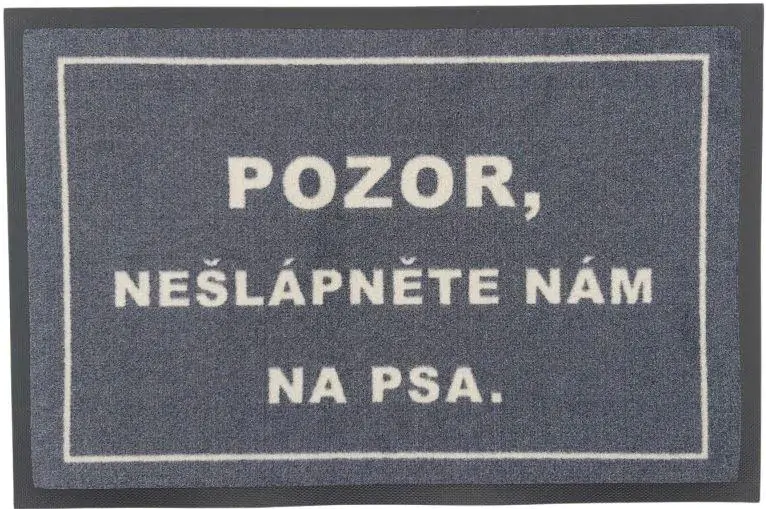 POZOR,
NEŠLÁPNĚTE NÁM
NA PSA.